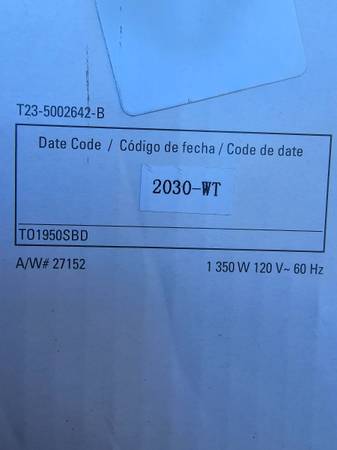 T23-5002642-B
Date Code / Código de fecha / Code de date
2030-WT
TO1950SBD
A/W# 27152 1 350 W 120 V~ 60 Hz